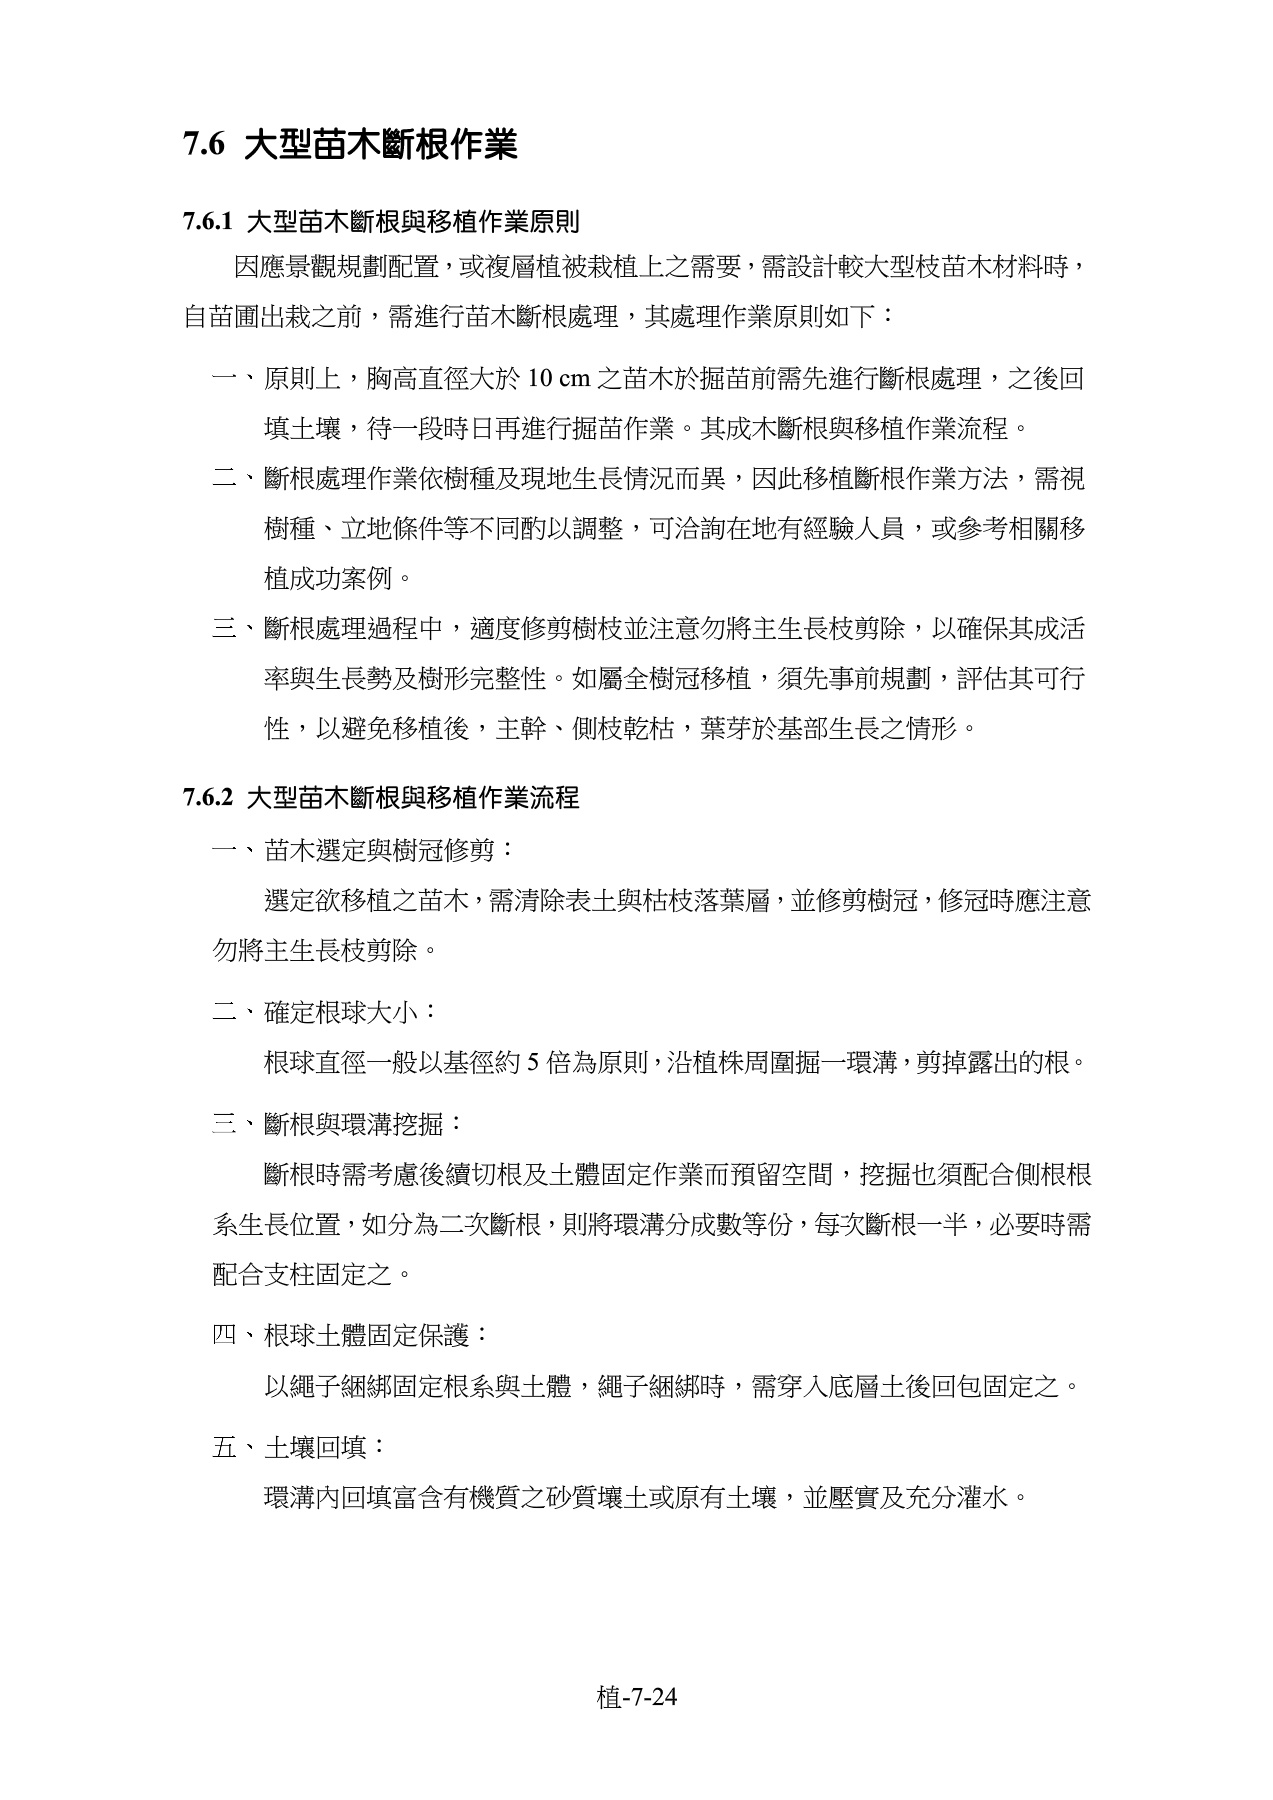 7.6 大型苗木斷根作業
7.6.1 大型苗木斷根與移植作業原則
因應景觀規劃配置，或複層植被栽植上之需要，需設計較大型枝苗木材料時，
自苗圃出栽之前，需進行苗木斷根處理，其處理作業原則如下：
一、原則上，胸高直徑大於 10 cm 之苗木於掘苗前需先進行斷根處理，之後回
填土壤，待一段時日再進行掘苗作業。其成木斷根與移植作業流程。
二、斷根處理作業依樹種及現地生長情況而異，因此移植斷根作業方法，需視
樹種、立地條件等不同酌以調整，可洽詢在地有經驗人員，或參考相關移
植成功案例。
三、斷根處理過程中，適度修剪樹枝並注意勿將主生長枝剪除，以確保其成活
率與生長勢及樹形完整性。如屬全樹冠移植，須先事前規劃，評估其可行
性，以避免移植後，主幹、側枝乾枯，葉芽於基部生長之情形。
7.6.2 大型苗木斷根與移植作業流程
一、苗木選定與樹冠修剪：
選定欲移植之苗木，需清除表土與枯枝落葉層，並修剪樹冠，修冠時應注意
勿將主生長枝剪除。
二、確定根球大小：
根球直徑一般以基徑約 5 倍為原則，沿植株周圍掘一環溝，剪掉露出的根。
三、斷根與環溝挖掘：
斷根時需考慮後續切根及土體固定作業而預留空間，挖掘也須配合側根根
系生長位置，如分為二次斷根，則將環溝分成數等份，每次斷根一半，必要時需
配合支柱固定之。
四、根球土體固定保護：
以繩子綑綁固定根系與土體，繩子綑綁時，需穿入底層土後回包固定之。
五、土壤回填：
環溝內回填富含有機質之砂質壤土或原有土壤，並壓實及充分灌水。
植-7-24